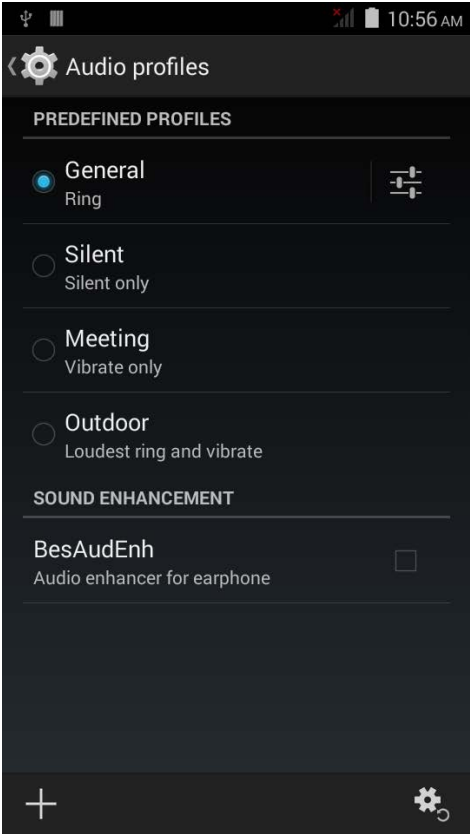 10:56 AM
Audio profiles
PREDEFINED PROFILES
General
Ring
Silent
Silent only
Meeting
Vibrate only
Outdoor
Loudest ring and vibrate
SOUND ENHANCEMENT
BesAudEnh
Audio enhancer for earphone